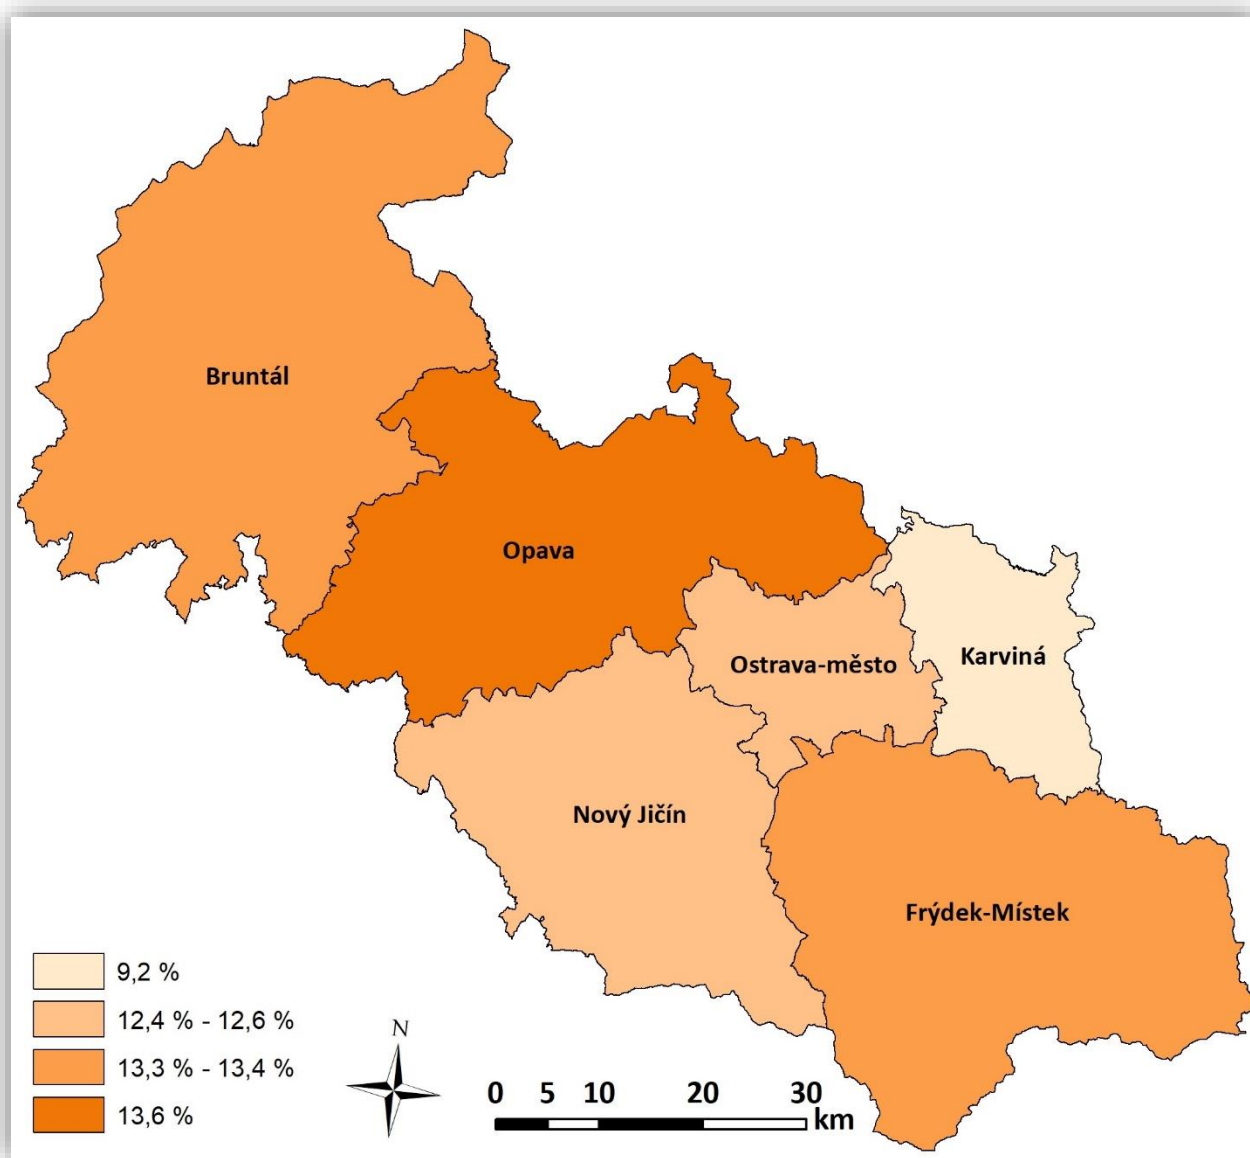 Bruntál
Opava
Ostrava-město
Karviná
Nový Jičín
Frýdek-Místek
9,2 %
12,4 % - 12,6 %
13,3 % - 13,4 %
13,6 %
N
0 5 10 20 30
km